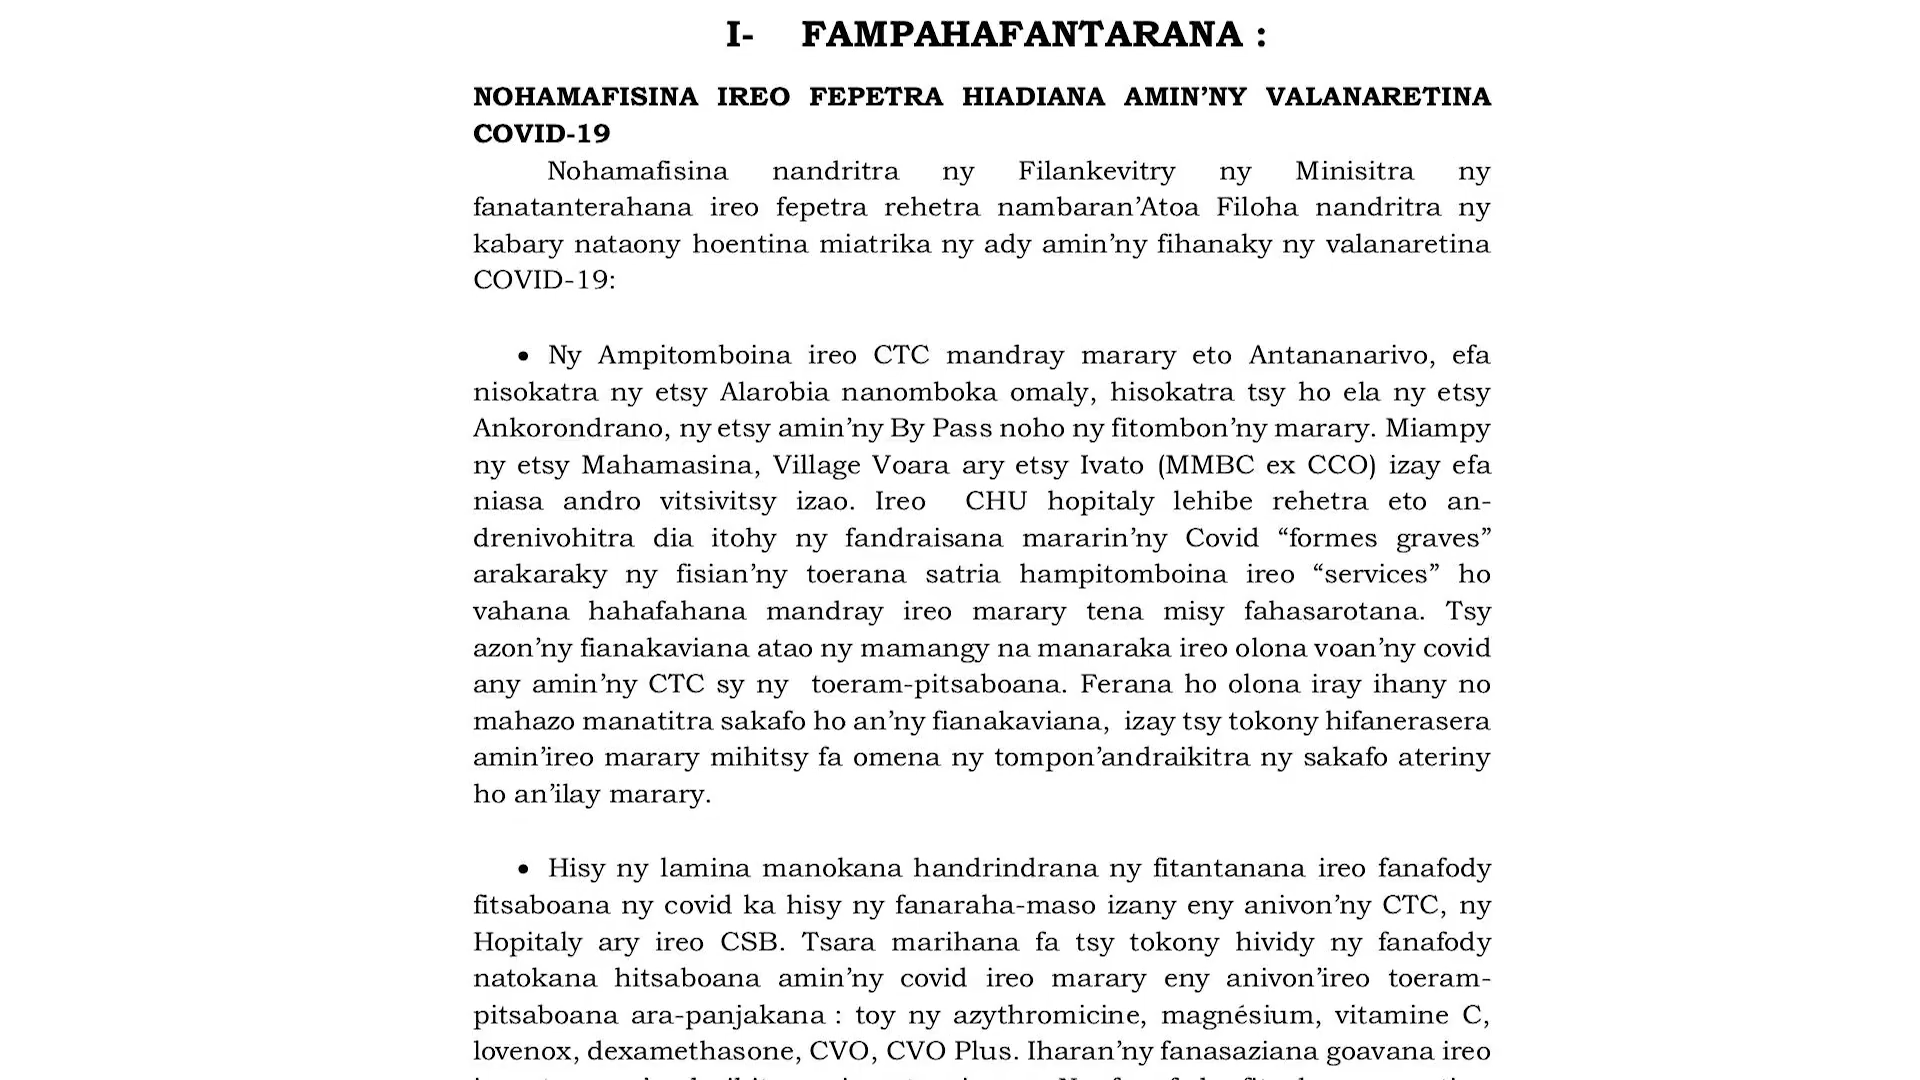 I- FAMPAHAFANTARANA :
NOHAMAFISINA IREO FEPETRA HIADIANA AMIN’NY VALANARETINA
COVID-19
Nohamafisina nandritra ny Filankevitry ny Minisitra ny
fanatanterahana ireo fepetra rehetra nambaran’Atoa Filoha nandritra ny
kabary nataony hoentina miatrika ny ady amin’ny fihanaky ny valanaretina
COVID-19:
• Ny Ampitomboina ireo CTC mandray marary eto Antananarivo, efa
nisokatra ny etsy Alarobia nanomboka omaly, hisokatra tsy ho ela ny etsy
Ankorondrano, ny etsy amin’ny By Pass noho ny fitombon’ny marary. Miampy
ny etsy Mahamasina, Village Voara ary etsy Ivato (MMBC ex CCO) izay efa
niasa andro vitsivitsy izao. Ireo CHU hopitaly lehibe rehetra eto an-
drenivohitra dia itohy ny fandraisana mararin’ny Covid “formes graves”
arakaraky ny fisian’ny toerana satria hampitomboina ireo “services” ho
vahana hahafahana mandray ireo marary tena misy fahasarotana. Tsy
azon’ny fianakaviana atao ny mamangy na manaraka ireo olona voan’ny covid
any amin’ny CTC sy ny toeram-pitsaboana. Ferana ho olona iray ihany no
mahazo manatitra sakafo ho an’ny fianakaviana, izay tsy tokony hifanerasera
amin’ireo marary mihitsy fa omena ny tompon’andraikitra ny sakafo ateriny
ho an’ilay marary.
• Hisy ny lamina manokana handrindrana ny fitantanana ireo fanafody
fitsaboana ny covid ka hisy ny fanaraha-maso izany eny anivon’ny CTC, ny
Hopitaly ary ireo CSB. Tsara marihana fa tsy tokony hividy ny fanafody
natokana hitsaboana amin’ny covid ireo marary eny anivon’ireo toeram-
pitsaboana ara-panjakana : toy ny azythromicine, magnésium, vitamine C,
lovenox, dexamethasone, CVO, CVO Plus. Iharan’ny fanasaziana goavana ireo